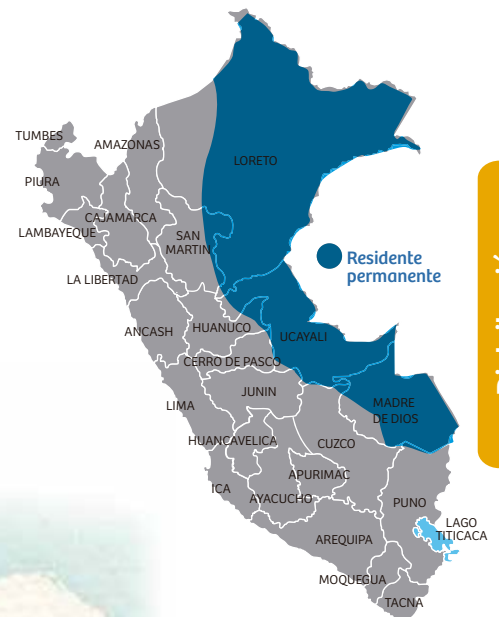 TUMBES
AMAZONAS
PIURA
LORETO
CAJAMARCA
LAMBAYEQUE
SAN
MARTIN
Residente
permanente
LA LIBERTAD
ANCASH
HUANUCO
UCAYALI
CERRO DE PASCO
JUNIN
LIMA
MADRE
DE DIOS
HUANCAVELICA
CUZCO
APURIMAC
ICA
AYACUCHO
PUNO
LAGO
TITICACA
AREQUIPA
MOQUEGUA
TACNA